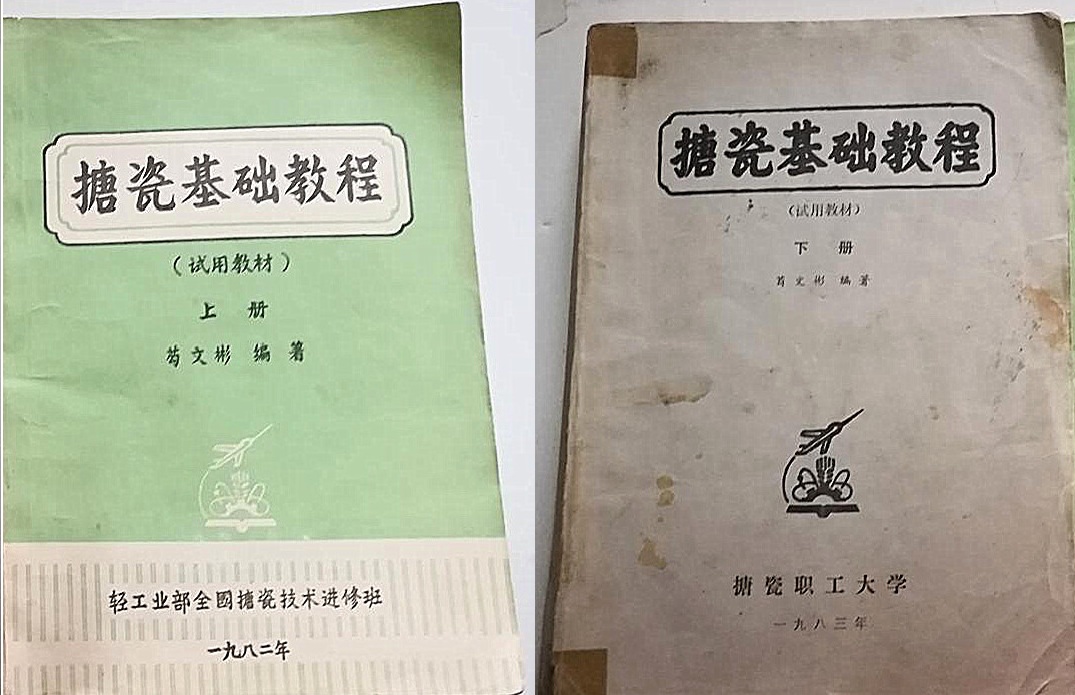 搪瓷基础教程
（试用教材）
上 册
芶文彬 编 著
轻工业部全国搪瓷技术进修班
一九八二年
搪瓷基础教程
（试用教材）
下 册
芶文彬 编著
搪瓷职工大学
一九八三年